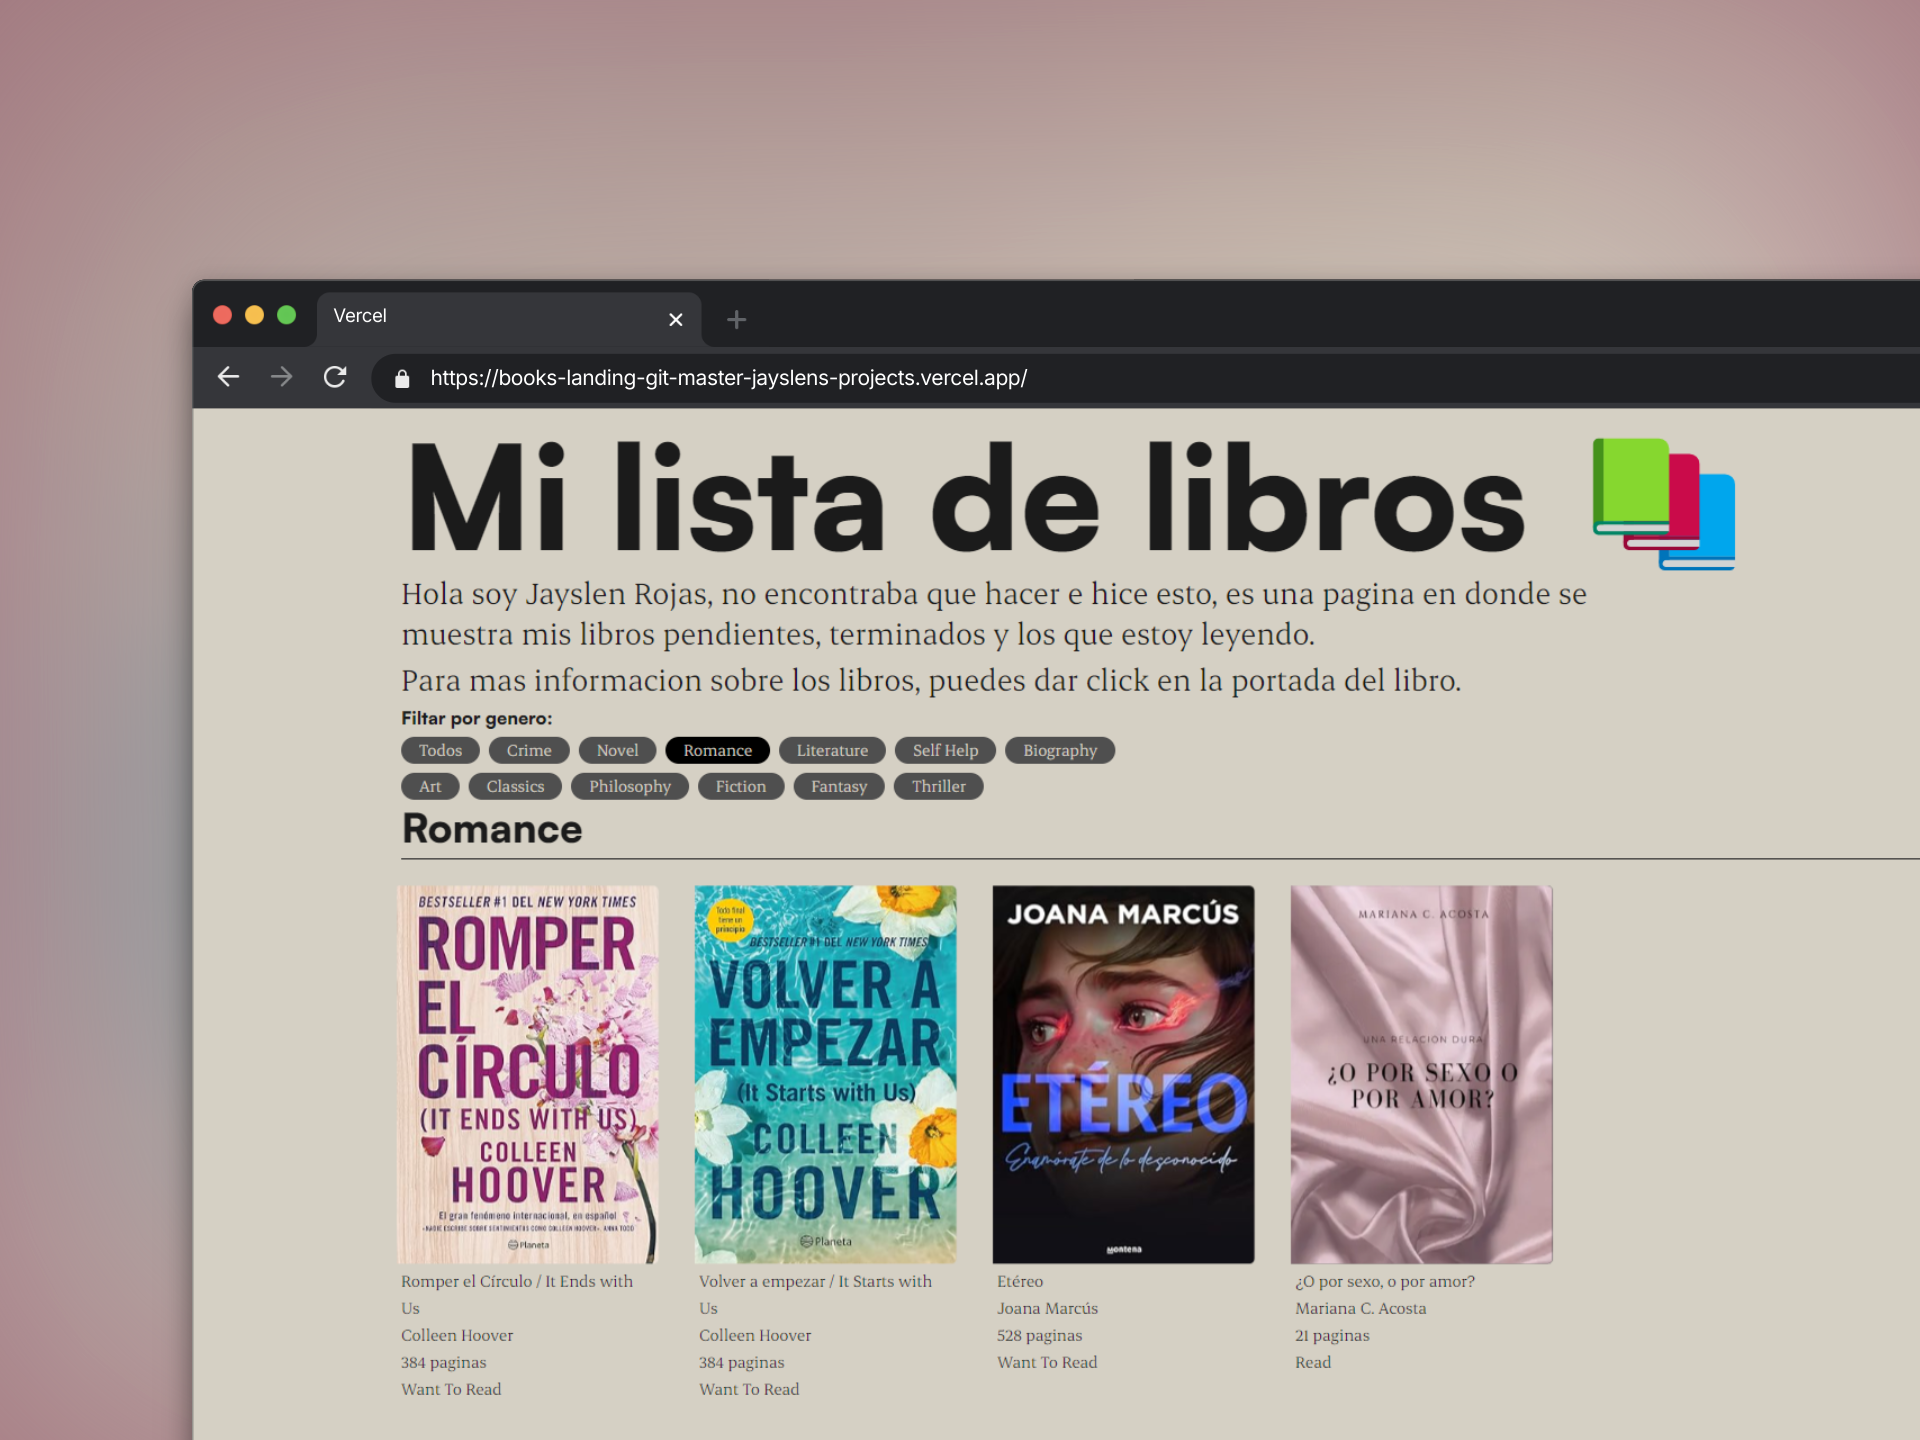 Vercel
https://books-landing-git-master-jayslens-projects.vercel.app/
Mi lista de libros
Hola soy Jayslen Rojas, no encontraba que hacer e hice esto, es una pagina en donde se
muestra mis libros pendientes, terminados y los que estoy leyendo.
Para mas informacion sobre los libros, puedes dar click en la portada del libro.
Filtar por genero:
Todos Crime Novel Romance Literature Self Help Biography
Art Classics Philosophy Fiction Fantasy Thriller
Romance
BESTSELLER #1 DEL NEW YORK TIMES
ROMPER
EL
CÍRCULO
(IT ENDS WITH US)
COLLEEN
HOOVER
El gran fenómeno internacional, en español
«NADIE ESCRIBE SOBRE SENTIMIENTOS COMO COLLEEN HOOVER». ANNA TODD
Planeta
Todo final
tiene un
principio
BESTSELLER #1 DEL NEW YORK TIMES
VOLVER A
EMPEZAR
(It Starts with Us)
COLLEEN
HOOVER
Planeta
JOANA MARCÚS
ETÉREO
Enamórate de lo desconocido
Montena
MARIANA C. ACOSTA
UNA RELACIÓN DURA
¿O POR SEXO O
POR AMOR?
Romper el Círculo / It Ends with
Us
Colleen Hoover
384 paginas
Want To Read
Volver a empezar / It Starts with
Us
Colleen Hoover
384 paginas
Want To Read
Etéreo
Joana Marcús
528 paginas
Want To Read
¿O por sexo, o por amor?
Mariana C. Acosta
21 paginas
Read